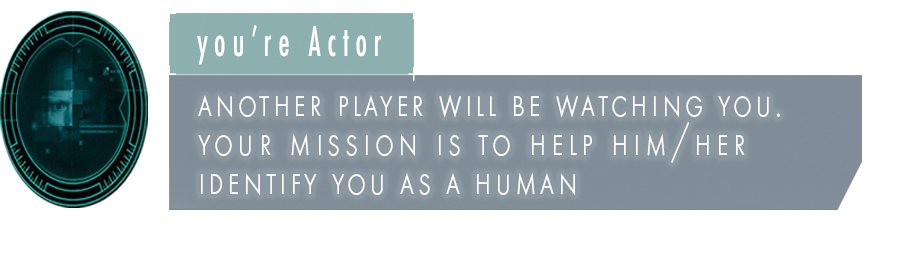 you're Actor
ANOTHER PLAYER WILL BE WATCHING YOU.
YOUR MISSION IS TO HELP HIM/HER
IDENTIFY YOU AS A HUMAN